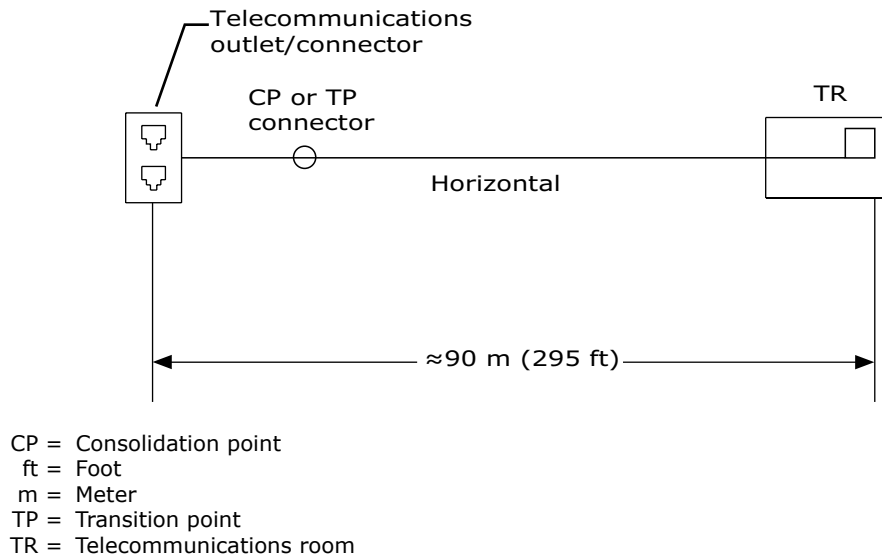 Telecommunications
outlet/connector
CP or TP
connector
TR
Horizontal
≈90 m (295 ft)
CP = Consolidation point
ft = Foot
m = Meter
TP = Transition point
TR = Telecommunications room